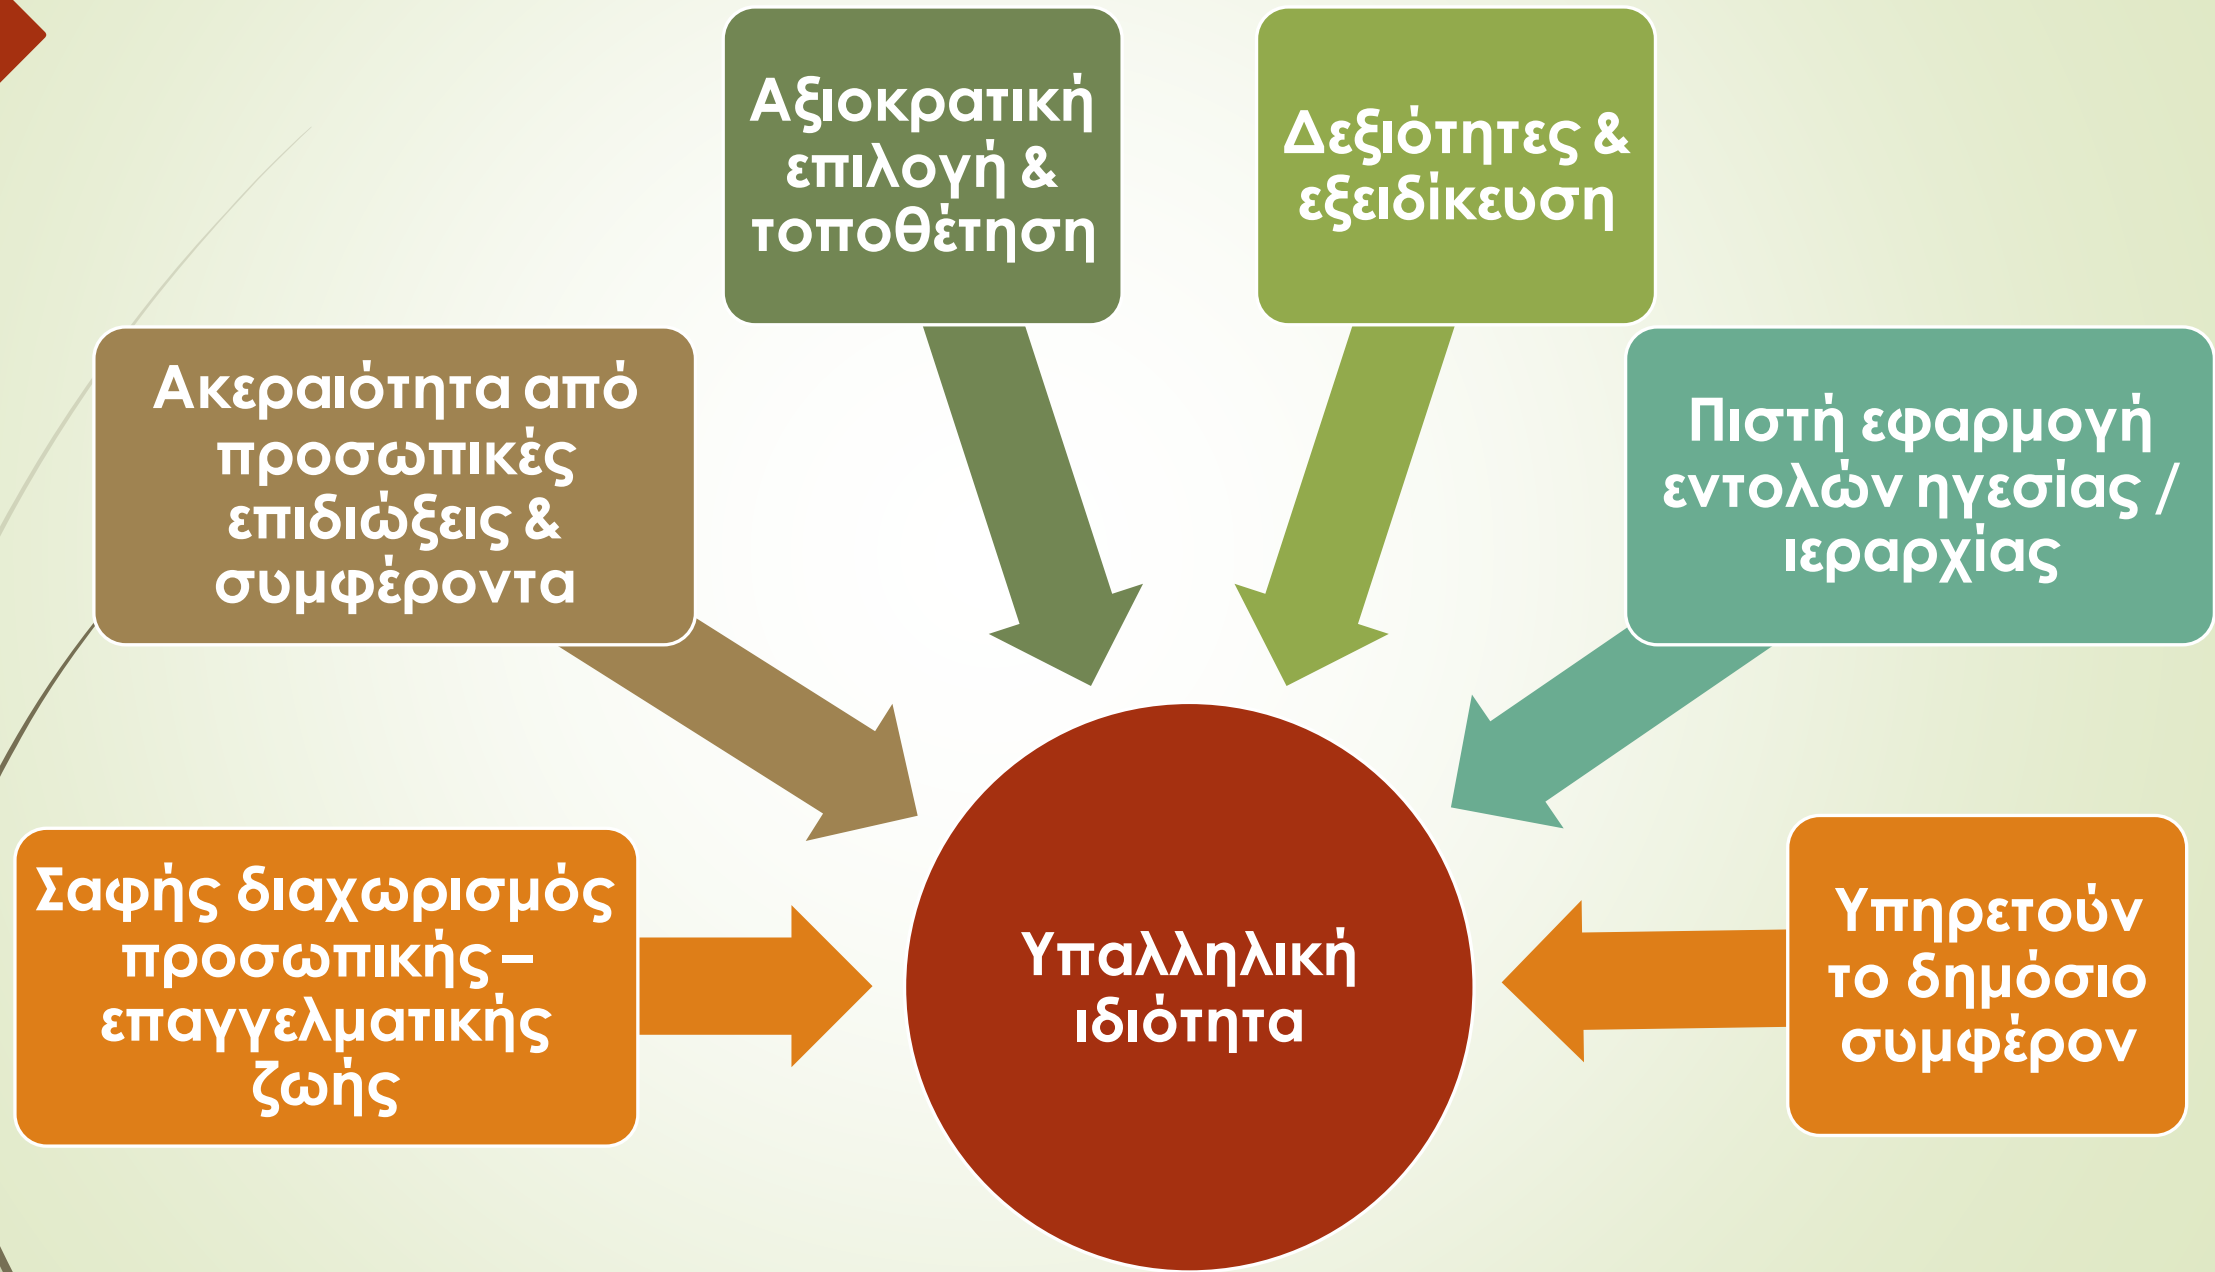 Αξιοκρατική
επιλογή &
τοποθέτηση
Δεξιότητες &
εξειδίκευση
Ακεραιότητα από
προσωπικές
επιδιώξεις &
συμφέροντα
Πιστή εφαρμογή
εντολών ηγεσίας /
ιεραρχίας
Σαφής διαχωρισμός
προσωπικής –
επαγγελματικής
ζωής
Υπαλληλική
ιδιότητα
Υπηρετούν
το δημόσιο
συμφέρον